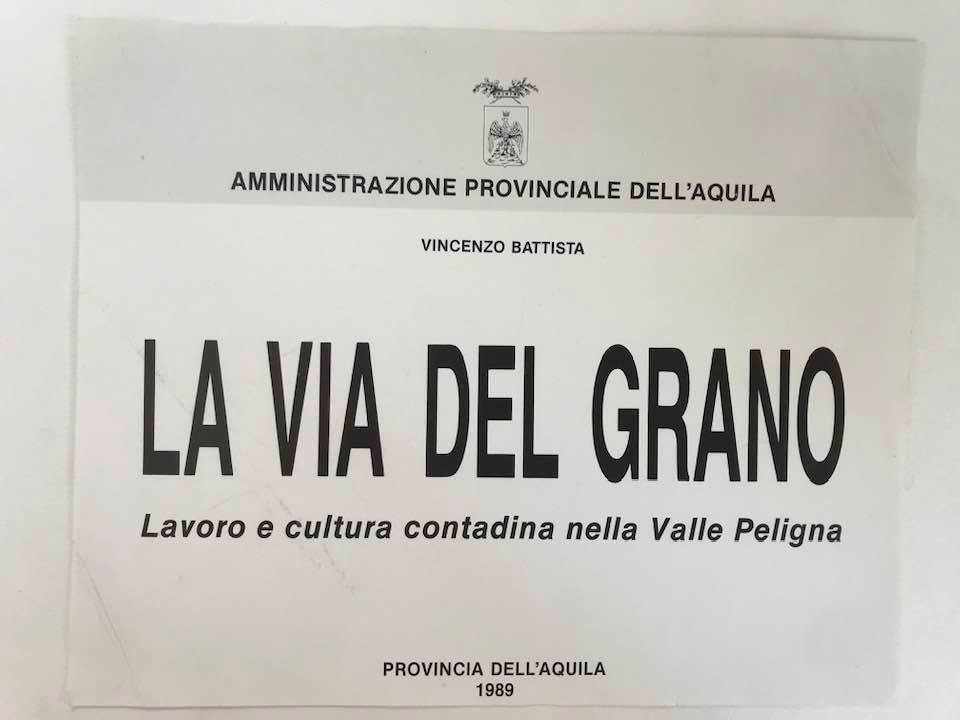 AMMINISTRAZIONE PROVINCIALE DELL'AQUILA
VINCENZO BATTISTA
LA VIA DEL GRANO
Lavoro e cultura contadina nella Valle Peligna
PROVINCIA DELL'AQUILA
1989